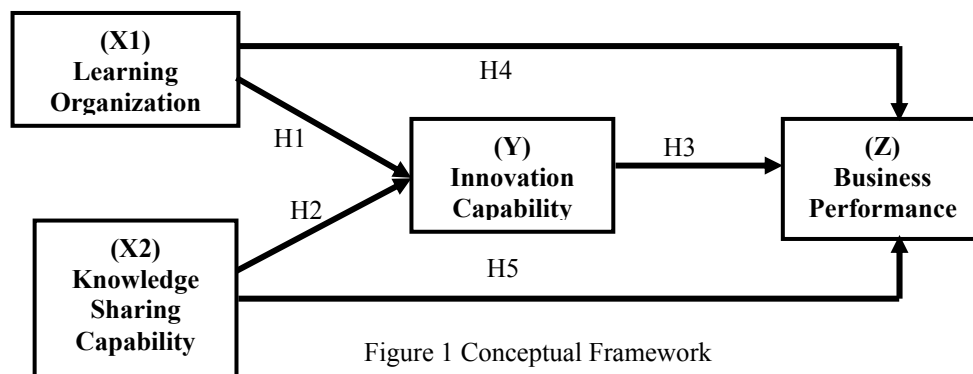 (X1)
Learning
Organization
H4
H1
(Y)
Innovation
Capability
H3
(Z)
Business
Performance
H2
(X2)
Knowledge
Sharing
Capability
H5
Figure 1 Conceptual Framework